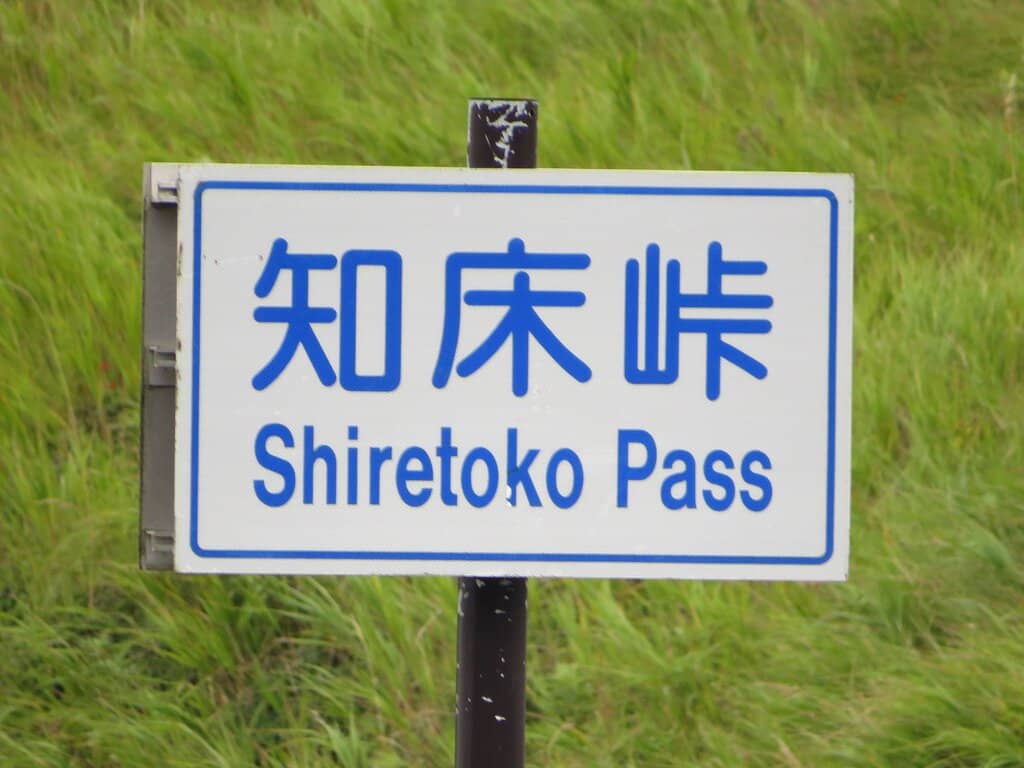 知床峠
Shiretoko Pass